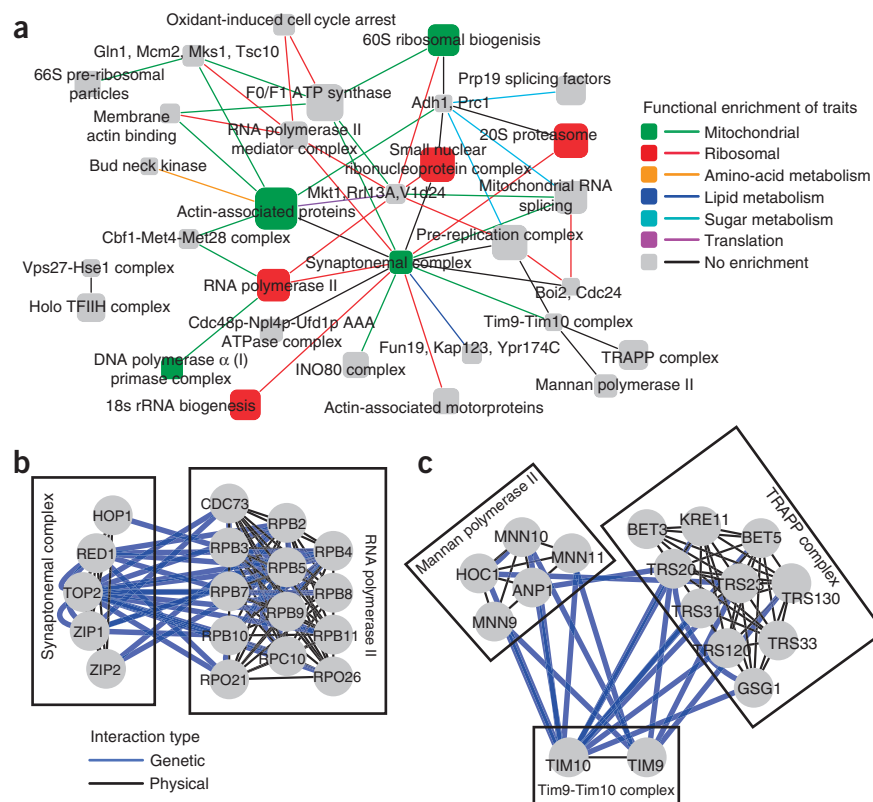 a
Oxidant-induced cell cycle arrest
60S ribosomal biogenisis
Gln1, Mcm2, Mks1, Tsc10
66S pre-ribosomal
particles
F0/F1 ATP synthase
Prp19 splicing factors
Adh1, Prc1
Membrane
actin binding
RNA polymerase II
mediator complex
20S proteasome
Small nuclear
ribonucleoprotein complex
Bud neck kinase
Mkt1,Rrl13A,V1d24
Mitochondrial RNA
splicing
Actin-associated proteins
Cbf1-Met4-Met28 complex
Pre-replication complex
Vps27-Hse1 complex
Synaptonemal complex
RNA polymerase II
Boi2, Cdc24
Holo TFIIH complex
Cdc48p-Npl4p-Ufd1p AAA
ATPase complex
Tim9-Tim10 complex
DNA polymerase α (I)
primase complex
INO80 complex
Fun19, Kap123, Ypr174C
TRAPP complex
Mannan polymerase II
18s rRNA biogenesis
Actin-associated motorproteins
Functional enrichment of traits
Mitochondrial
Ribosomal
Amino-acid metabolism
Lipid metabolism
Sugar metabolism
Translation
No enrichment
b
Synaptonemal complex
HOP1
RED1
TOP2
ZIP1
ZIP2
CDC73
RPB2
RPB3
RPB4
RPB5
RPB7
RPB8
RPB9
RPB10
RPB11
RPC10
RPO21
RPO26
RNA polymerase II
Interaction type
Genetic
Physical
c
Mannan polymerase II
MNN10
MNN11
HOC1
ANP1
MNN9
TRAPP complex
BET3
KRE11
BET5
TRS20
TRS23
TRS130
TRS31
TRS120
TRS33
GSG1
TIM10
TIM9
Tim9-Tim10 complex